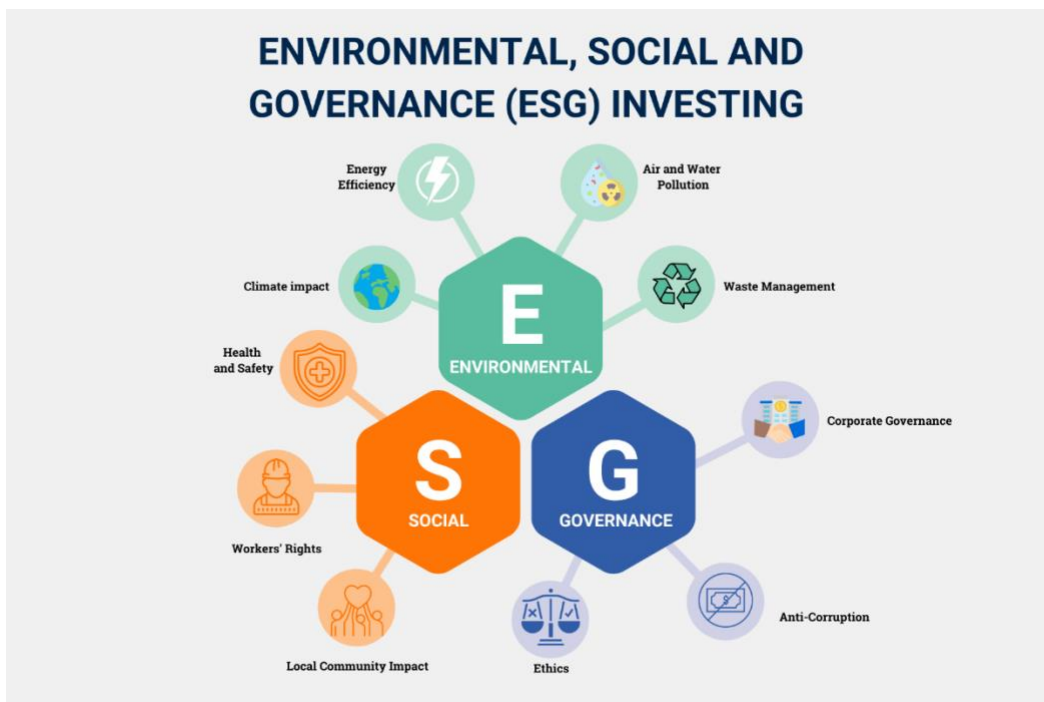 ENVIRONMENTAL, SOCIAL AND
GOVERNANCE (ESG) INVESTING
Energy
Efficiency
Air and Water
Pollution
Climate impact
Waste Management
E
ENVIRONMENTAL
Health
and Safety
Corporate Governance
S
SOCIAL
G
GOVERNANCE
Workers' Rights
Anti-Corruption
Local Community Impact
Ethics